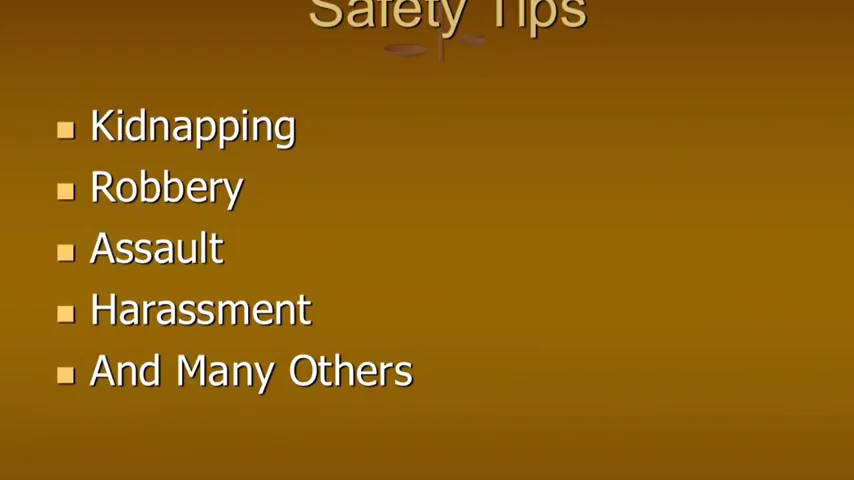 Safety Tips
Kidnapping
Robbery
Assault
Harassment
And Many Others